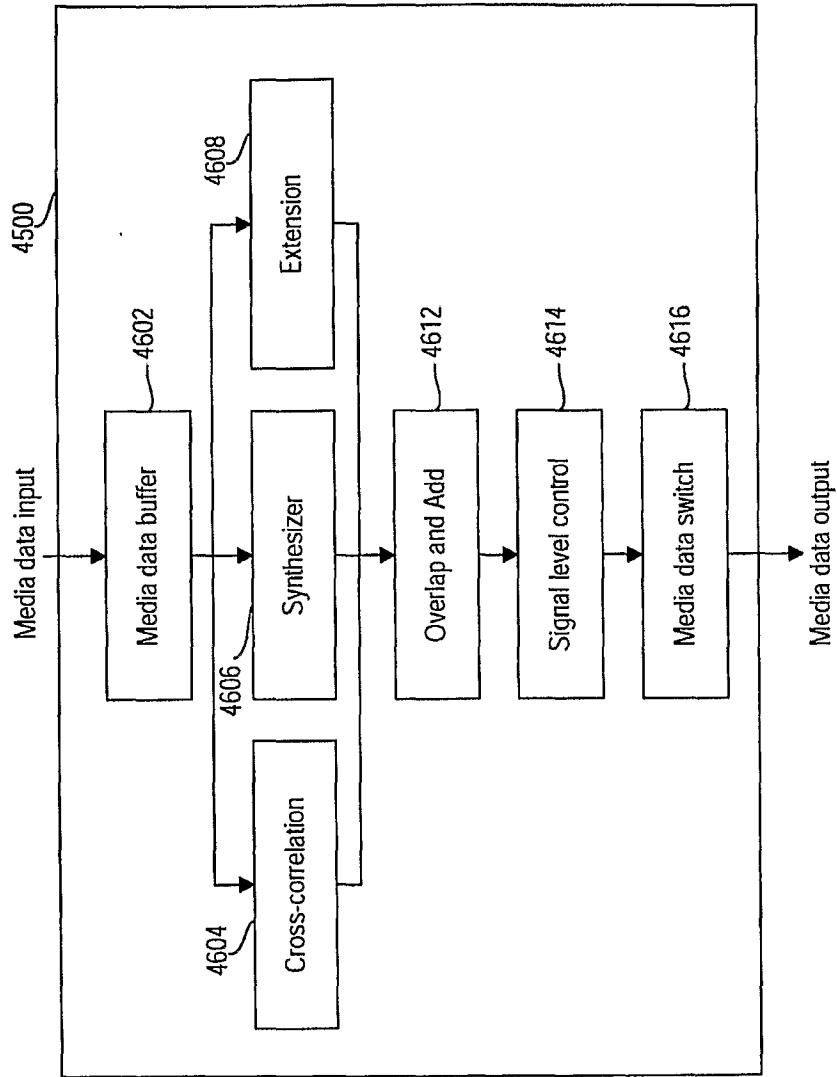 4500
Media data input
Media data buffer
4602
Cross-correlation
4604
Synthesizer
4606
Extension
4608
Overlap and Add
4612
Signal level control
4614
Media data switch
4616
Media data output